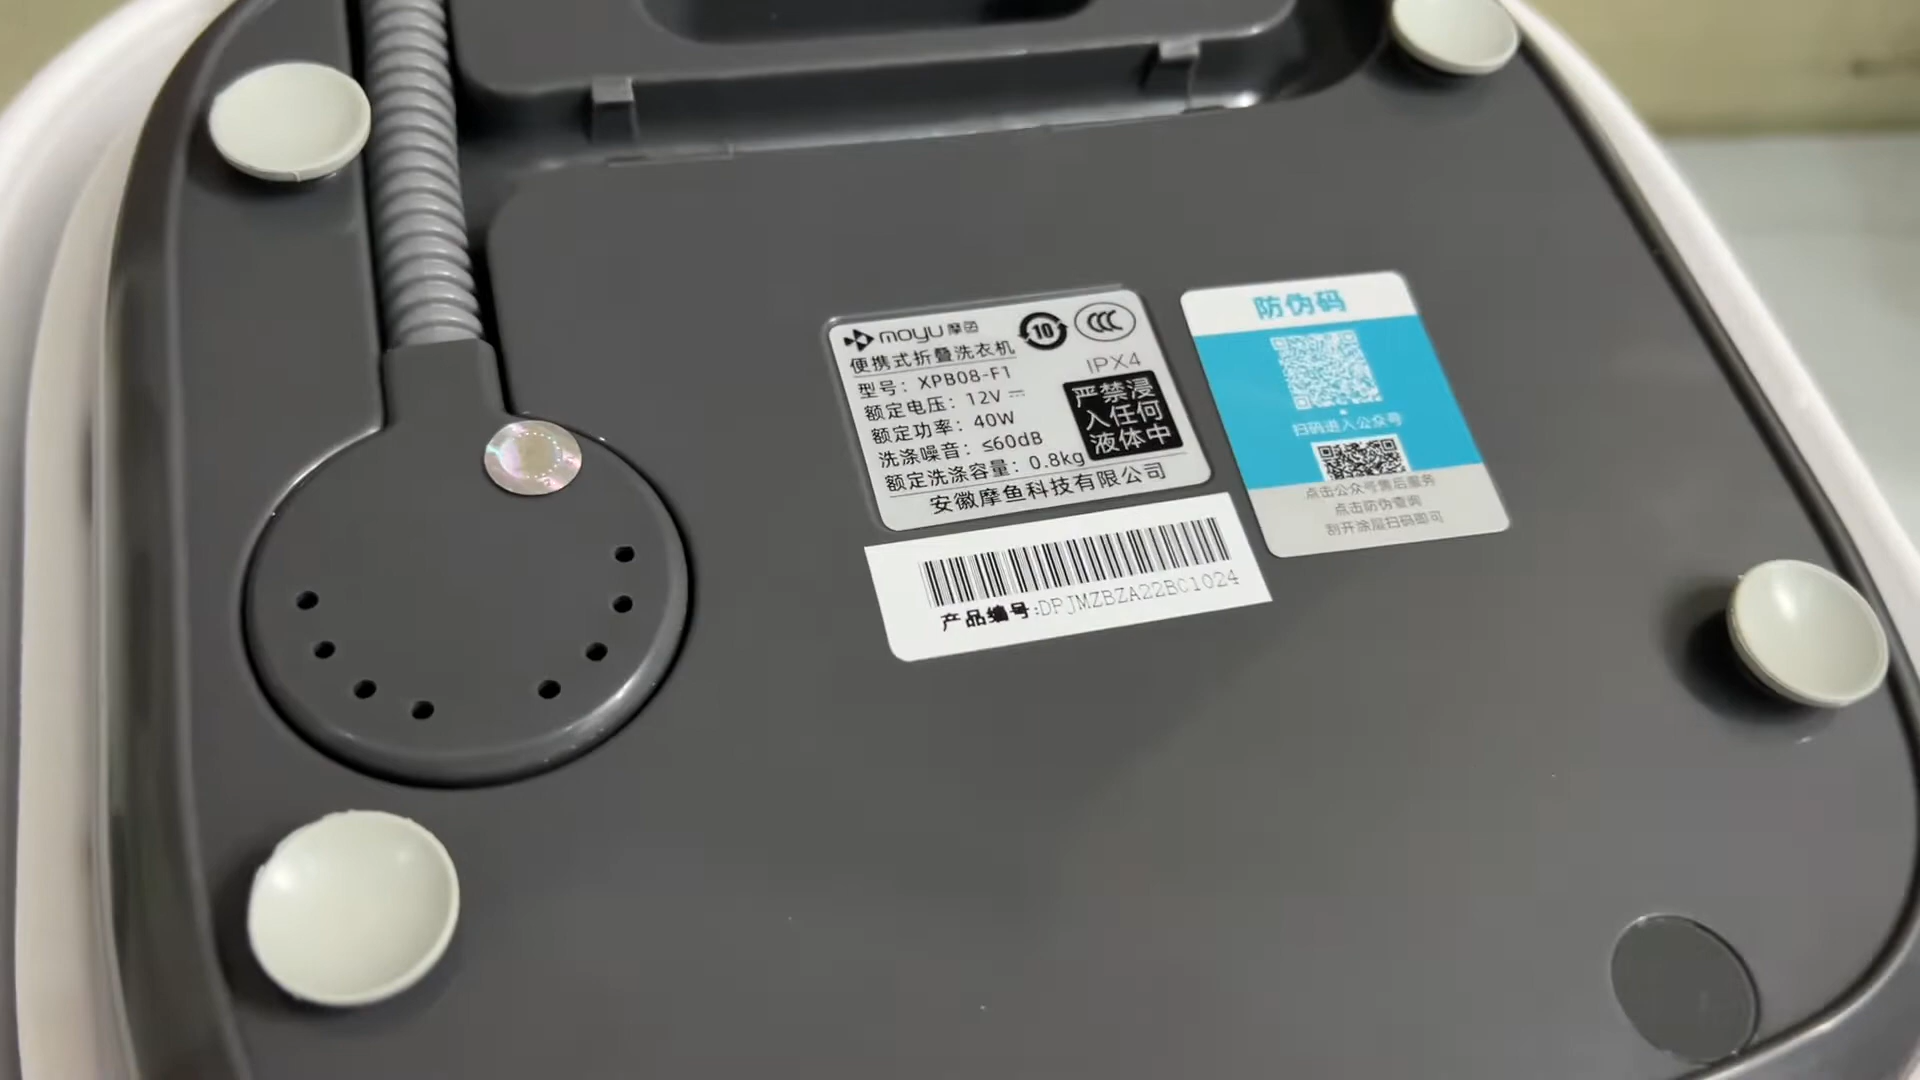 moyu 摩鱼
10
CCC
便携式折叠洗衣机
型号：XPB08-F1
IPX4
额定电压：12V ⎓
额定功率：40W
洗涤噪音：≤60dB
额定洗涤容量：0.8kg
严禁浸
入任何
液体中
安徽摩鱼科技有限公司
产品编号:DPJMZBZA22BC1024
防伪码
扫码进入公众号
点击公众号售后服务
点击防伪查询
刮开涂层扫码即可